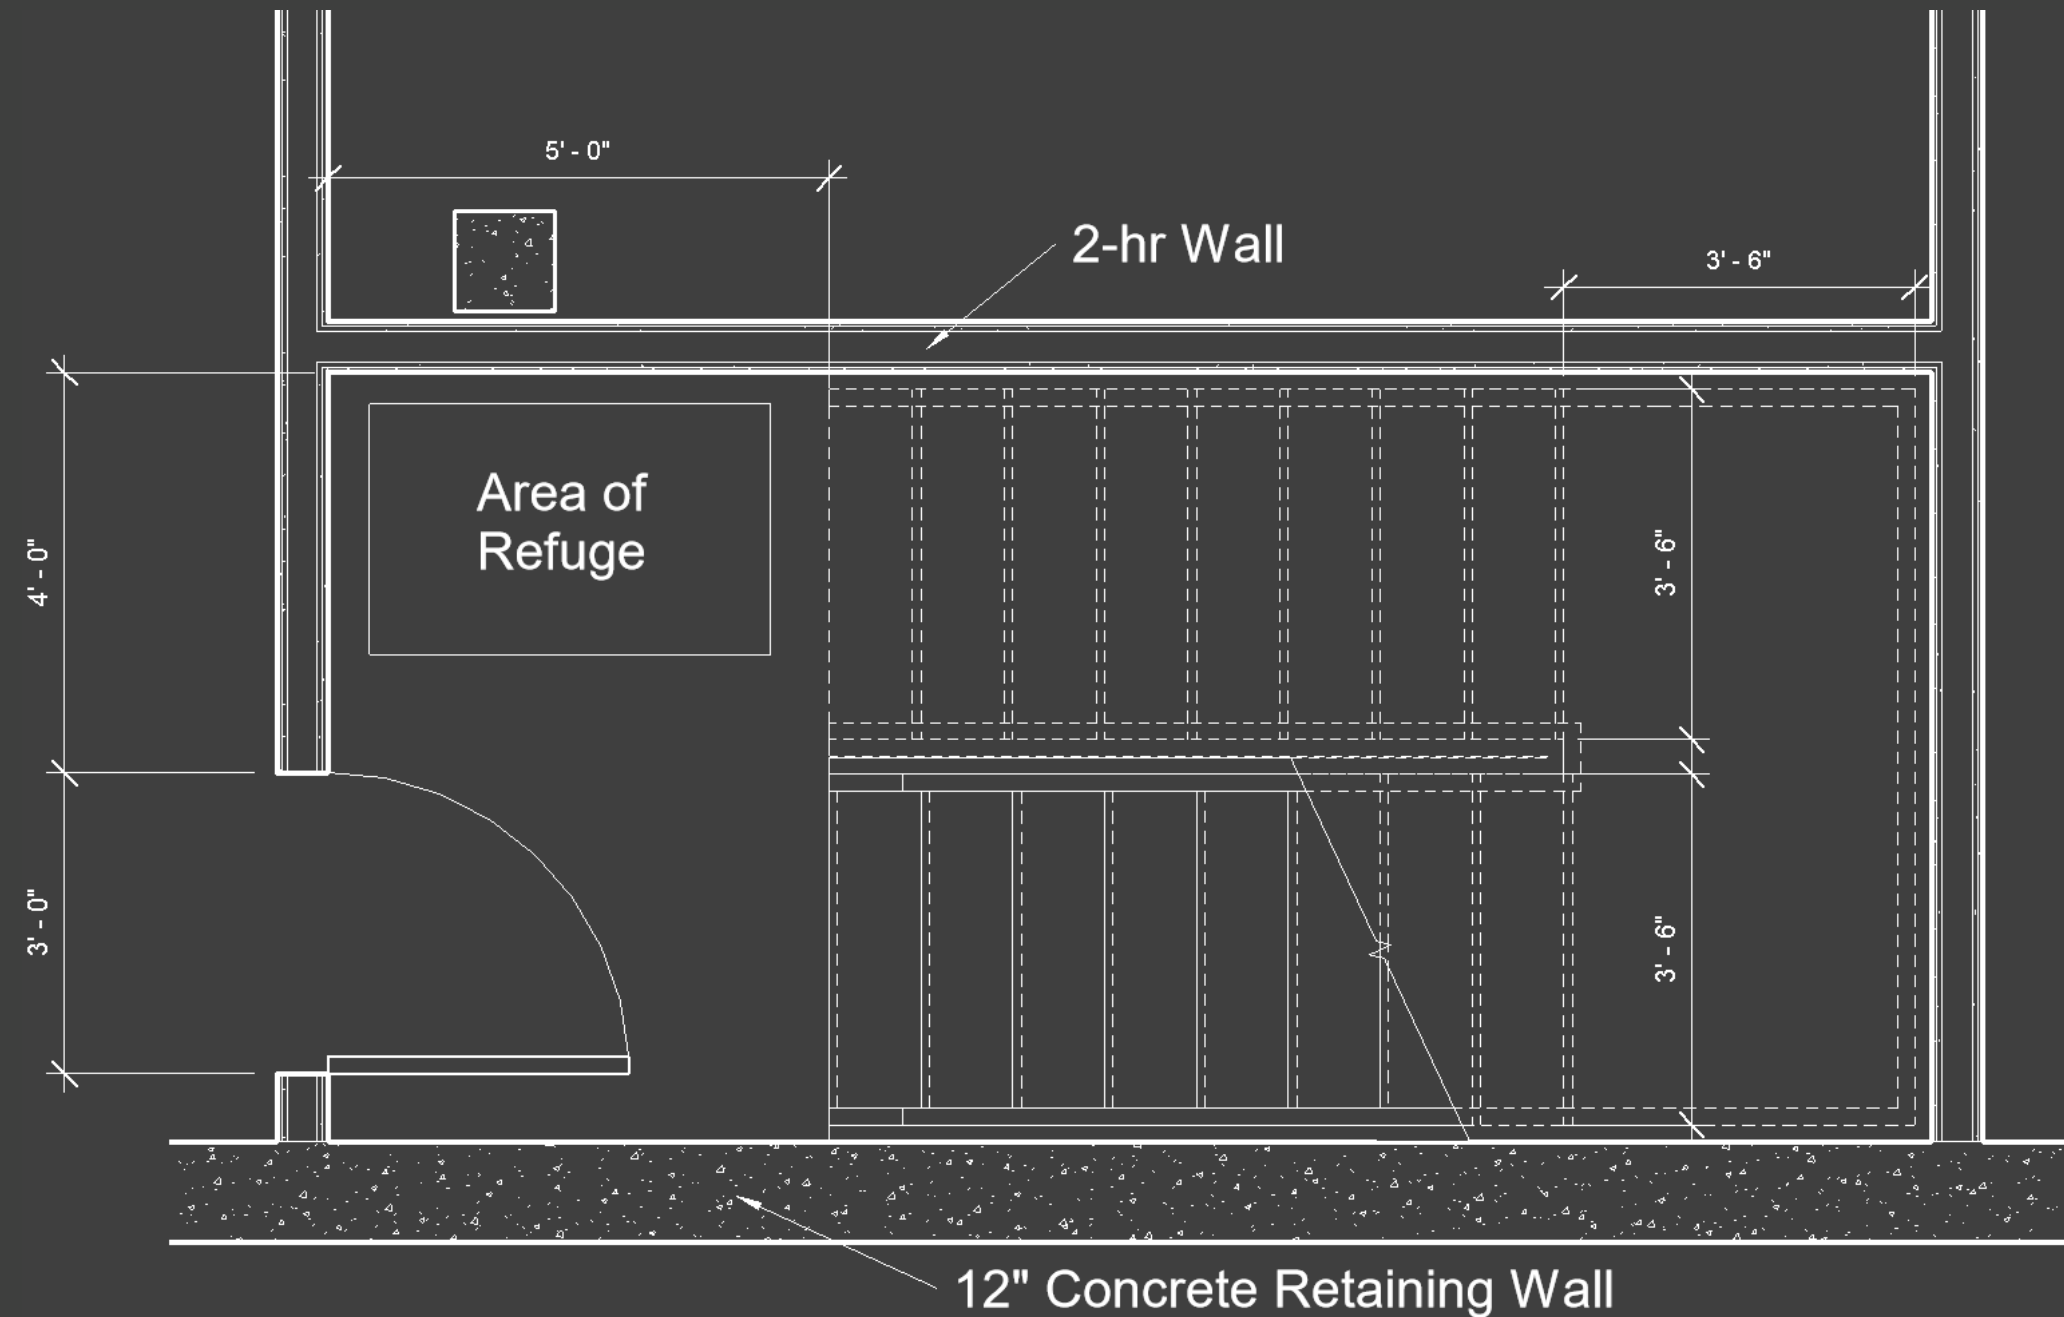 5' - 0"
2-hr Wall
3' - 6"
Area of
Refuge
4' - 0"
3' - 6"
3' - 0"
3' - 6"
12" Concrete Retaining Wall